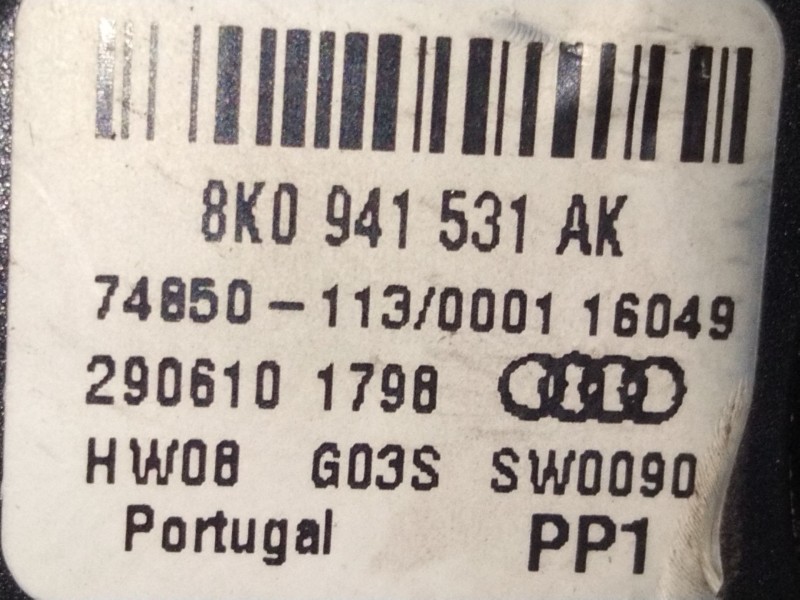 8K0 941 531 AK
74850-113/0001 16049
290610 1798
HW08 G03S SW0090
Portugal PP1